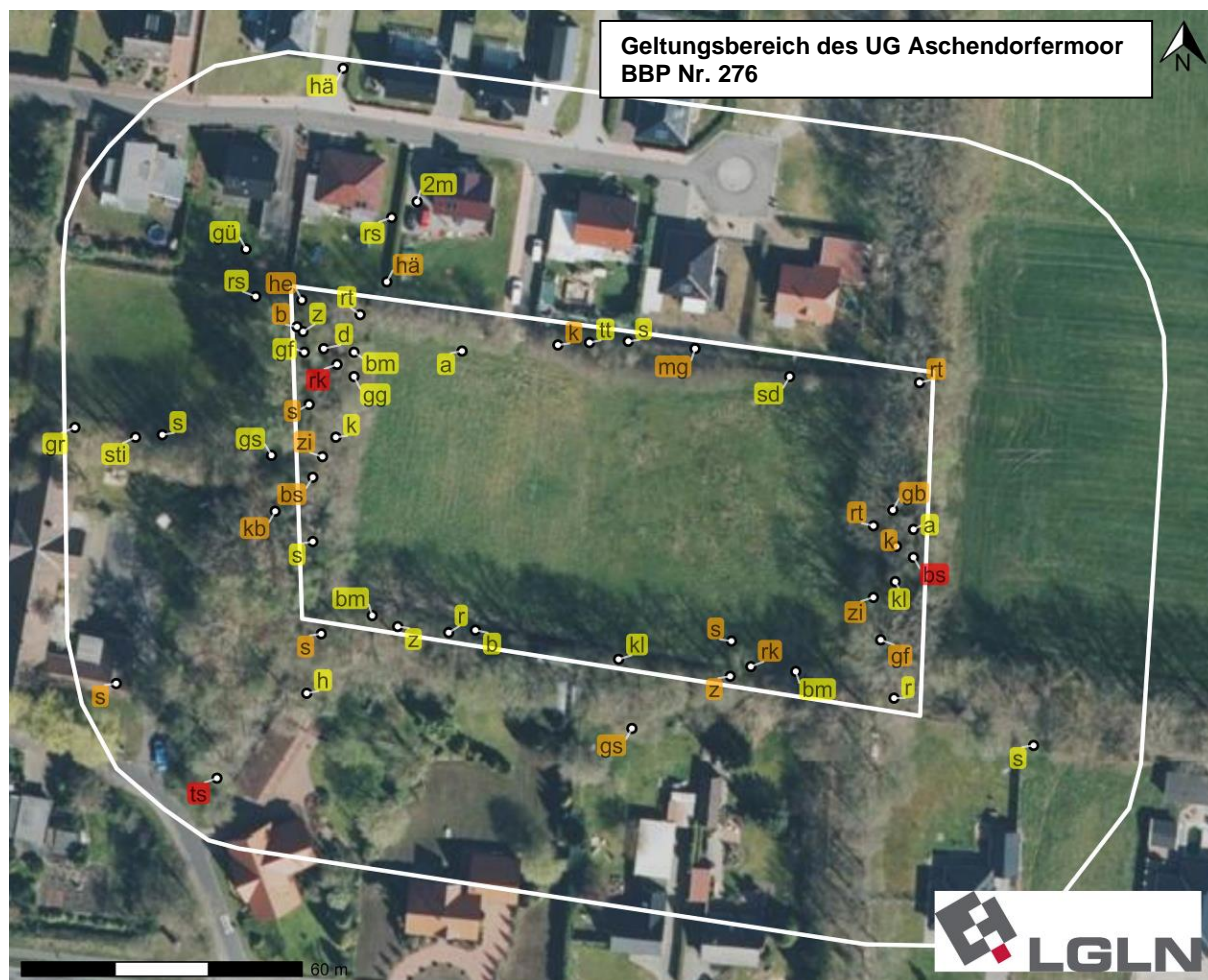 Geltungsbereich des UG Aschendorfermoor
BBP Nr. 276
N
hä
2m
rs
gü
hä
rs
he
rt
b
z
k
tt
s
gf
d
bm
a
mg
rk
gg
sd
rt
s
k
s
gr
sti
gs
zi
bs
kb
gb
rt
a
k
s
bs
kl
zi
bm
z
r
b
s
s
kl
rk
gf
z
bm
r
h
s
gs
s
ts
LGLN
60 m